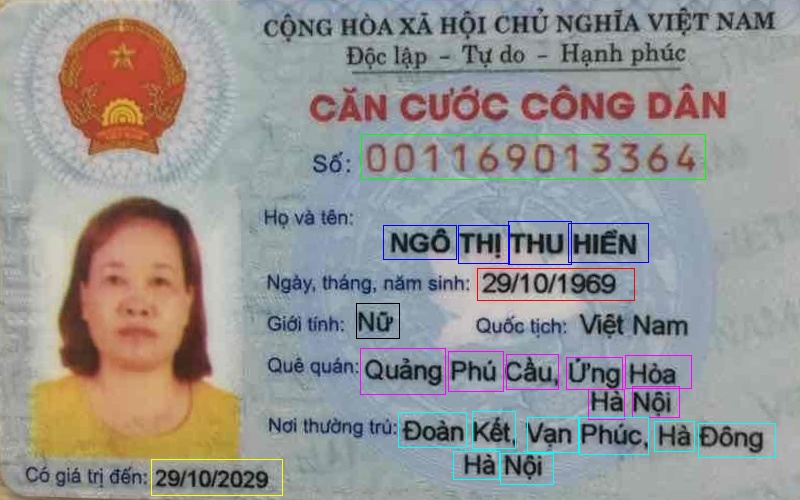 CỘNG HÒA XÃ HỘI CHỦ NGHĨA VIỆT NAM
Độc lập – Tự do – Hạnh phúc
CĂN CƯỚC CÔNG DÂN
Số: 001169013364
Họ và tên:
NGÔ THỊ THU HIỀN
Ngày, tháng, năm sinh: 29/10/1969
Giới tính: Nữ Quốc tịch: Việt Nam
Quê quán: Quảng Phú Cầu, Ứng Hòa
Hà Nội
Nơi thường trú: Đoàn Kết, Vạn Phúc, Hà Đông
Hà Nội
Có giá trị đến: 29/10/2029